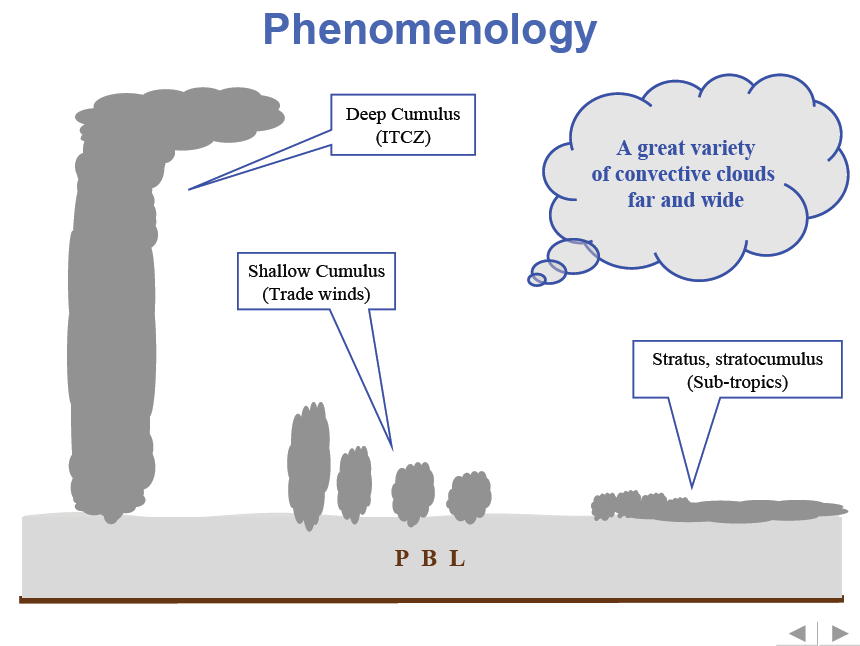 Phenomenology
Deep Cumulus
(ITCZ)
A great variety
of convective clouds
far and wide
Shallow Cumulus
(Trade winds)
Stratus, stratocumulus
(Sub-tropics)
P B L